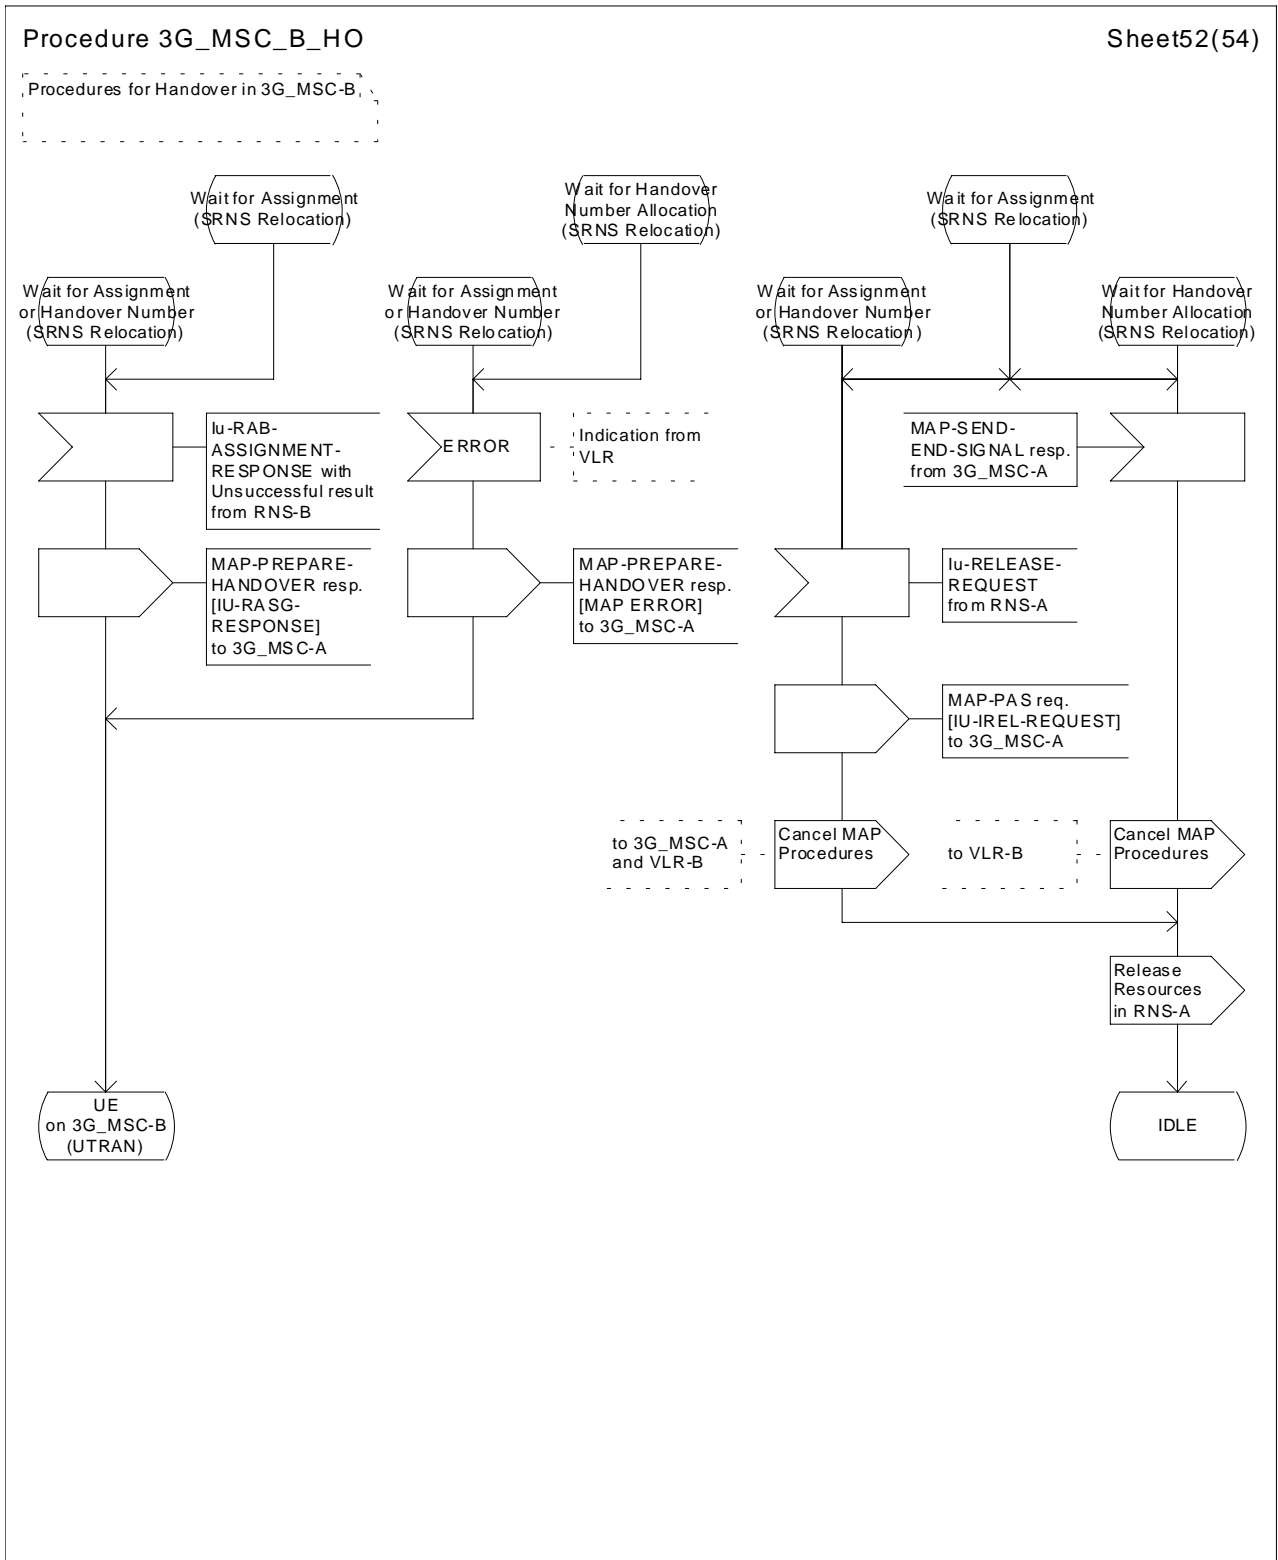 Procedure 3G_MSC_B_HO
Sheet52(54)
Procedures for Handover in 3G_MSC-B
Wait for Assignment
(SRNS Relocation)
Wait for Handover
Number Allocation
(SRNS Relocation)
Wait for Assignment
(SRNS Relocation)
Wait for Assignment
or Handover Number
(SRNS Relocation)
Wait for Assignment
or Handover Number
(SRNS Relocation)
Wait for Assignment
or Handover Number
(SRNS Relocation)
Wait for Handover
Number Allocation
(SRNS Relocation)
Iu-RAB-
ASSIGNMENT-
RESPONSE with
Unsuccessful result
from RNS-B
ERROR
Indication from
VLR
MAP-SEND-
END-SIGNAL resp.
from 3G_MSC-A
MAP-PREPARE-
HANDOVER resp.
[IU-RASG-
RESPONSE]
to 3G_MSC-A
MAP-PREPARE-
HANDOVER resp.
[MAP ERROR]
to 3G_MSC-A
Iu-RELEASE-
REQUEST
from RNS-A
MAP-PAS req.
[IU-IREL-REQUEST]
to 3G_MSC-A
to 3G_MSC-A
and VLR-B
Cancel MAP
Procedures
to VLR-B
Cancel MAP
Procedures
Release
Resources
in RNS-A
UE
on 3G_MSC-B
(UTRAN)
IDLE